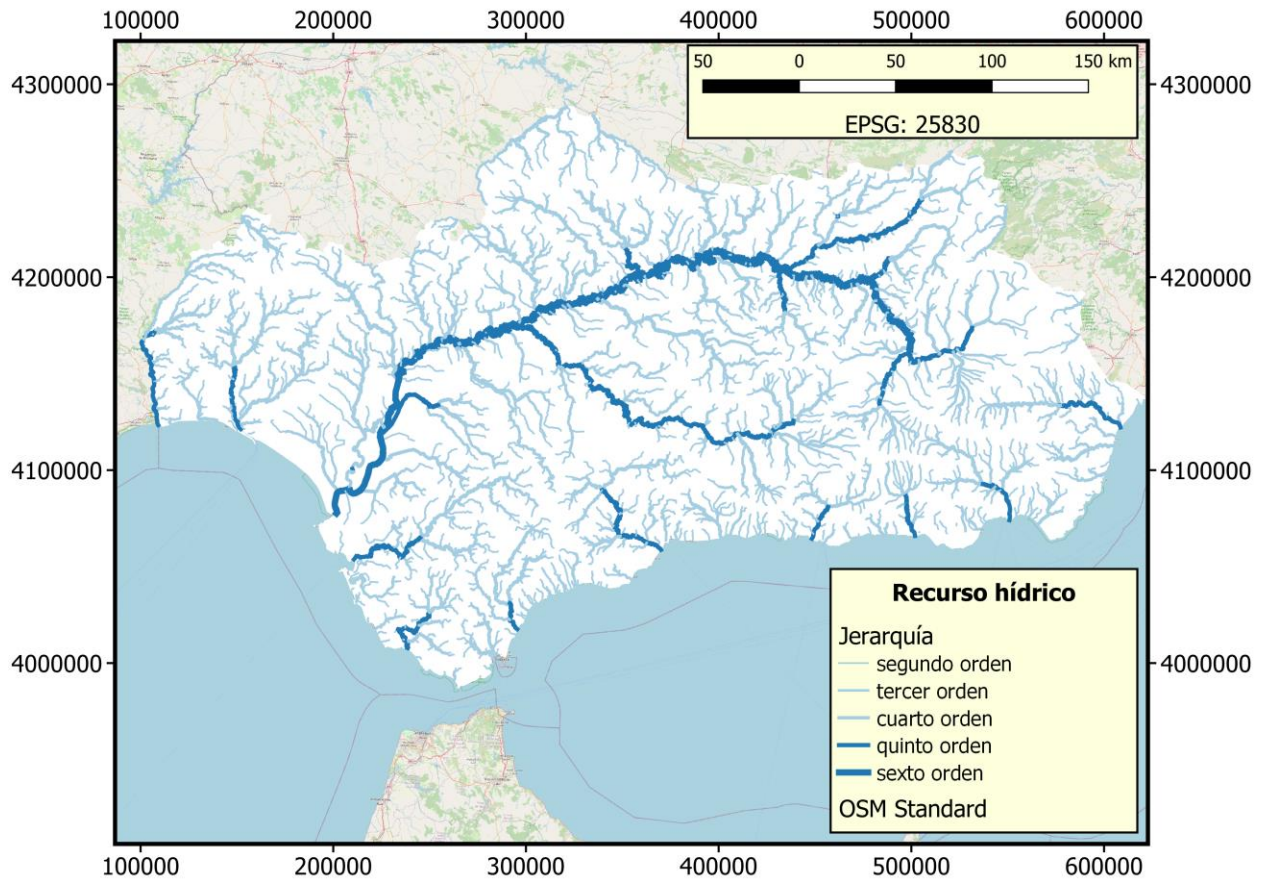 100000 200000 300000 400000 500000 600000
50 0 50 100 150 km
EPSG: 25830
4300000 4300000
4200000 4200000
4100000 4100000
4000000 4000000
Recurso hídrico
Jerarquía
segundo orden
tercer orden
cuarto orden
quinto orden
sexto orden
OSM Standard
100000 200000 300000 400000 500000 600000